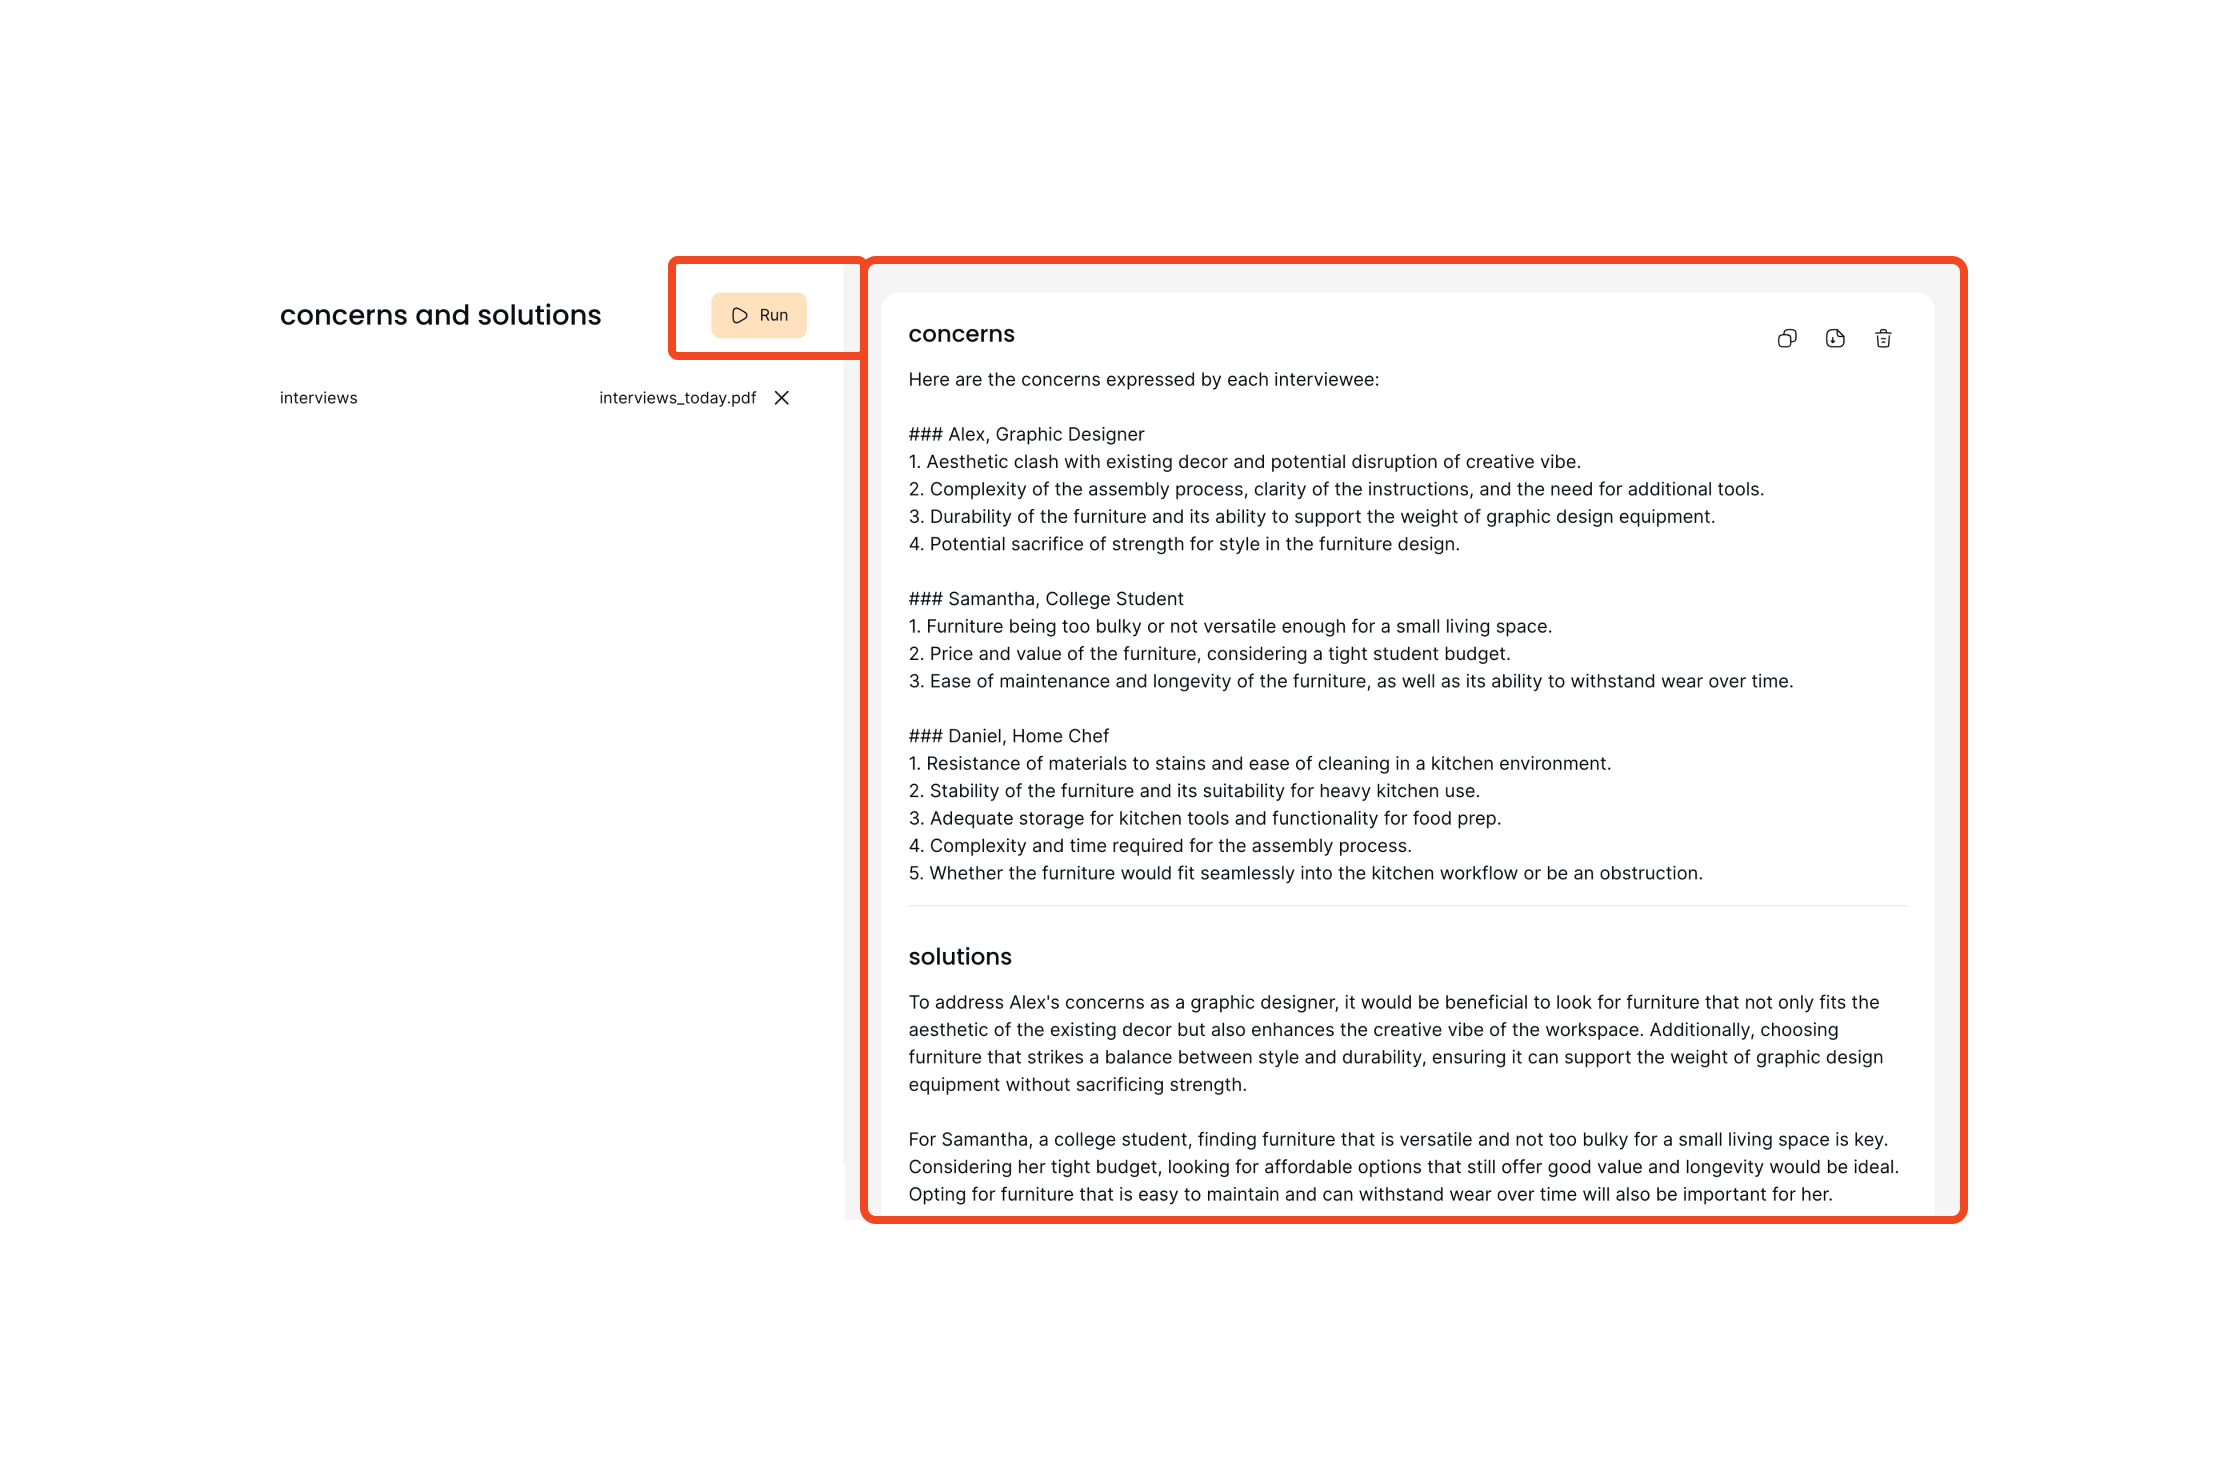 concerns and solutions
Run
interviews
interviews_today.pdf
concerns
Here are the concerns expressed by each interviewee:
### Alex, Graphic Designer
1. Aesthetic clash with existing decor and potential disruption of creative vibe.
2. Complexity of the assembly process, clarity of the instructions, and the need for additional tools.
3. Durability of the furniture and its ability to support the weight of graphic design equipment.
4. Potential sacrifice of strength for style in the furniture design.
### Samantha, College Student
1. Furniture being too bulky or not versatile enough for a small living space.
2. Price and value of the furniture, considering a tight student budget.
3. Ease of maintenance and longevity of the furniture, as well as its ability to withstand wear over time.
### Daniel, Home Chef
1. Resistance of materials to stains and ease of cleaning in a kitchen environment.
2. Stability of the furniture and its suitability for heavy kitchen use.
3. Adequate storage for kitchen tools and functionality for food prep.
4. Complexity and time required for the assembly process.
5. Whether the furniture would fit seamlessly into the kitchen workflow or be an obstruction.
solutions
To address Alex's concerns as a graphic designer, it would be beneficial to look for furniture that not only fits the
aesthetic of the existing decor but also enhances the creative vibe of the workspace. Additionally, choosing
furniture that strikes a balance between style and durability, ensuring it can support the weight of graphic design
equipment without sacrificing strength.
For Samantha, a college student, finding furniture that is versatile and not too bulky for a small living space is key.
Considering her tight budget, looking for affordable options that still offer good value and longevity would be ideal.
Opting for furniture that is easy to maintain and can withstand wear over time will also be important for her.